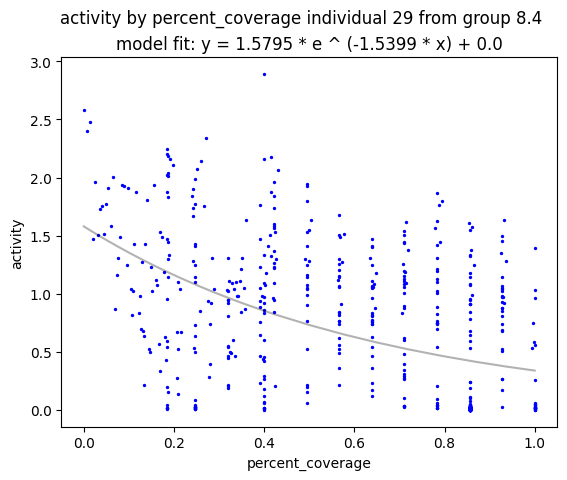 activity by percent_coverage individual 29 from group 8.4
model fit: y = 1.5795 * e ^ (-1.5399 * x) + 0.0
3.0
2.5
2.0
1.5
1.0
0.5
0.0
activity
0.0 0.2 0.4 0.6 0.8 1.0
percent_coverage